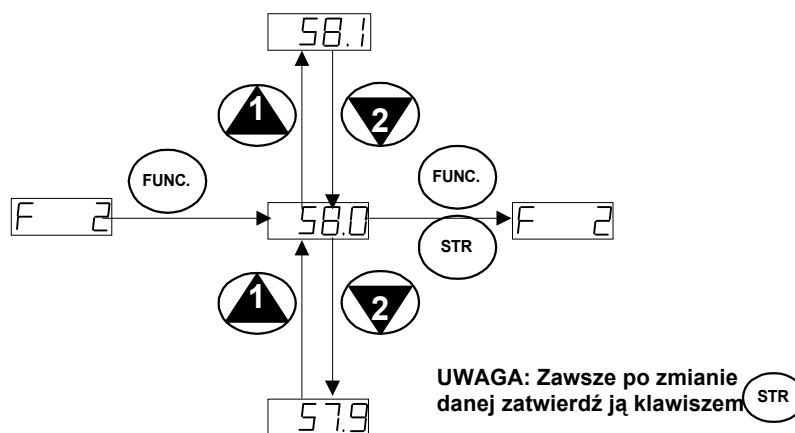 58.1
1
2
FUNC.
FUNC.
F 2
58.0
F 2
STR
1
2
UWAGA: Zawsze po zmianie
danej zatwierdź ją klawiszem STR
57.9